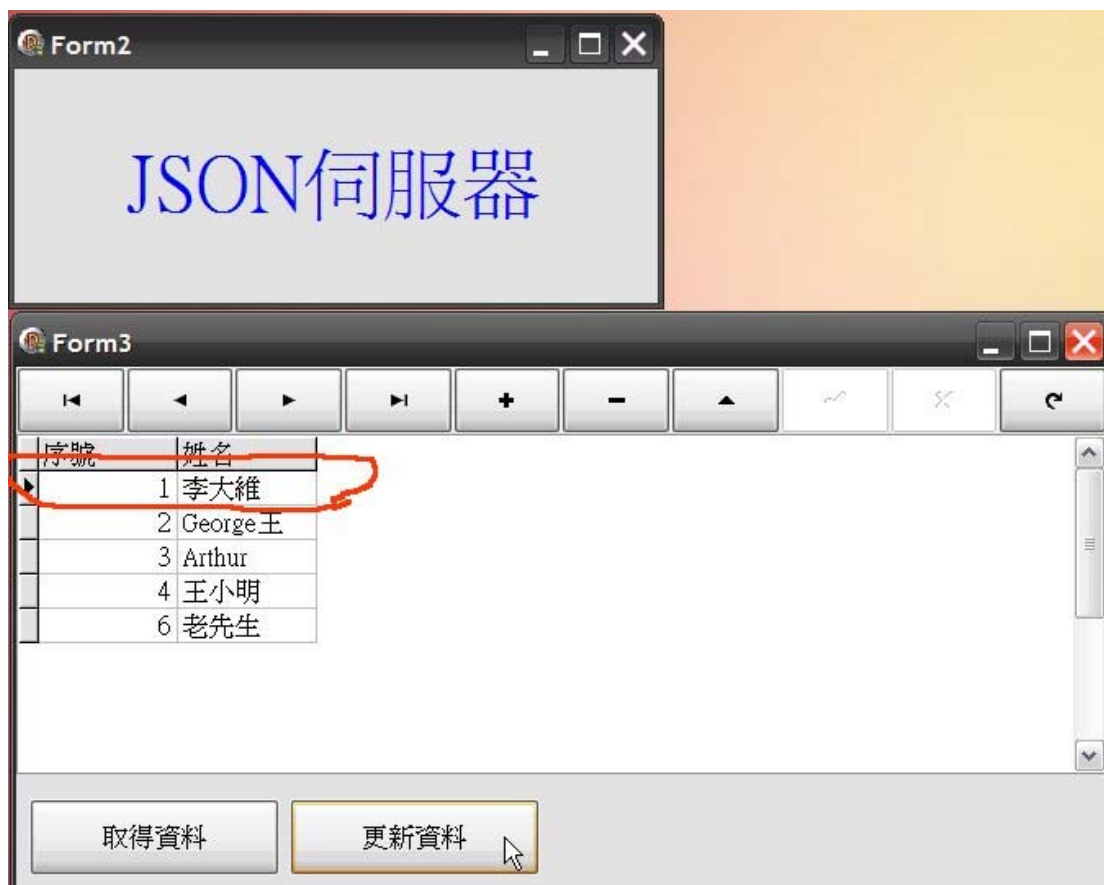 Form2
JSON伺服器
Form3
序號 姓名
1 李大維
2 George王
3 Arthur
4 王小明
6 老先生
取得資料 更新資料